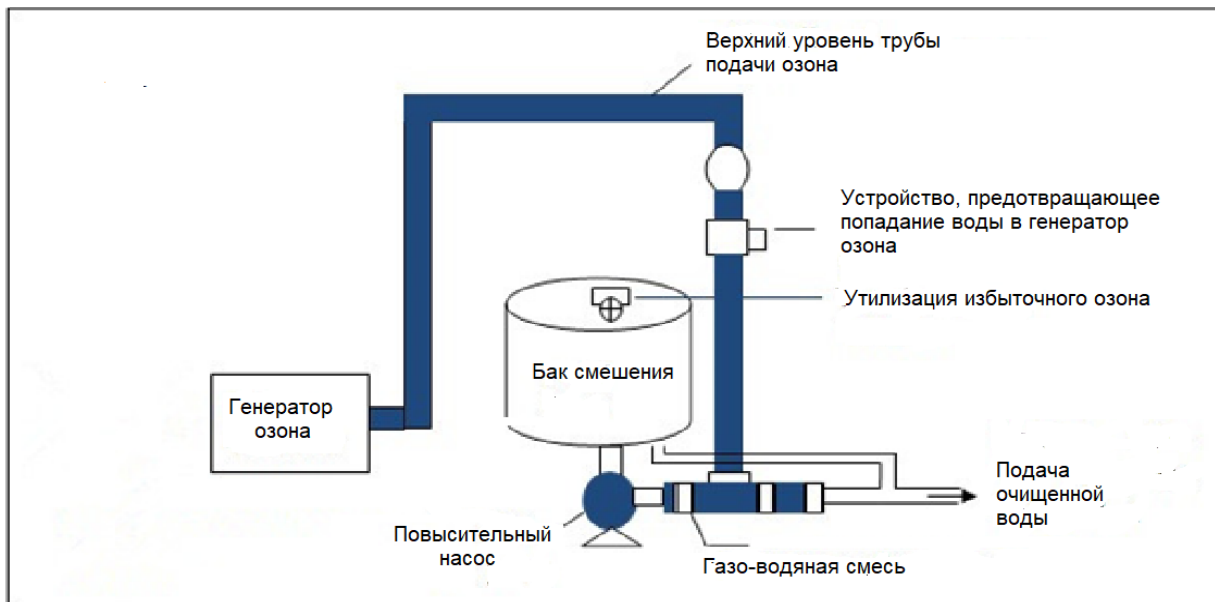 Верхний уровень трубы
подачи озона
Устройство, предотвращающее
попадание воды в генератор
озона
Утилизация избыточного озона
Бак смешения
Генератор
озона
Подача
очищенной
воды
Повысительный
насос
Газо-водяная смесь